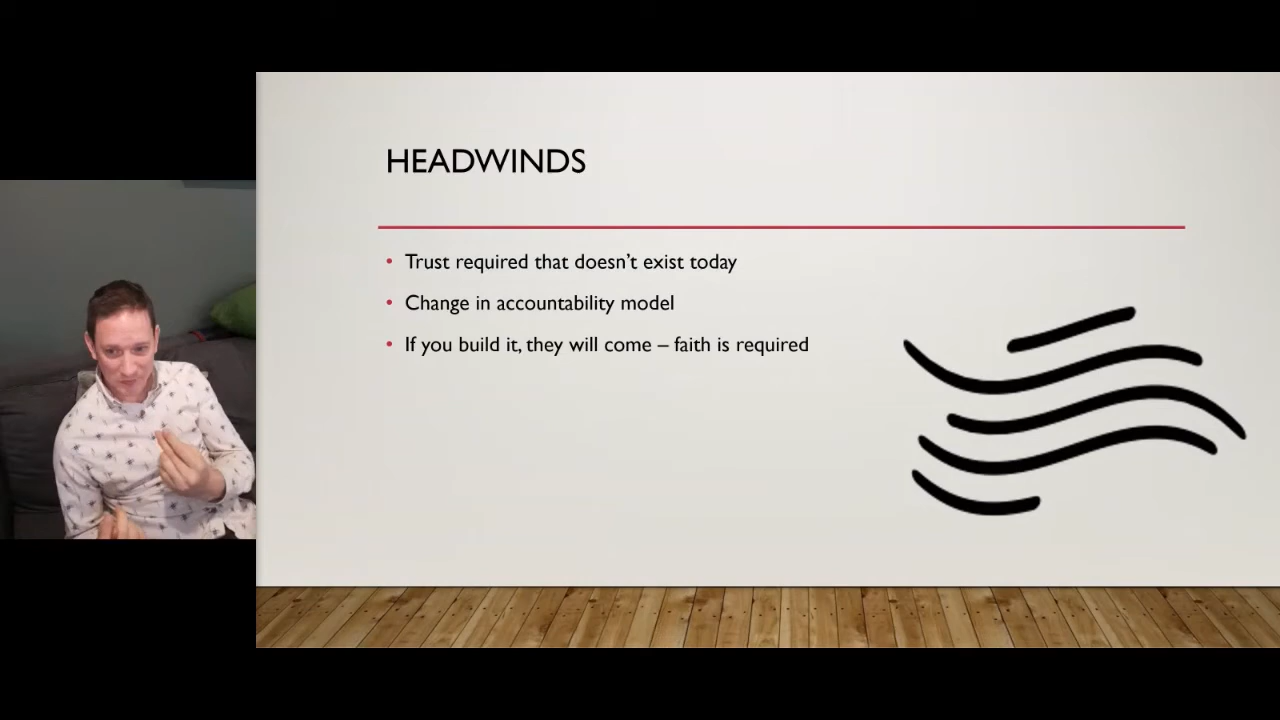 HEADWINDS
• Trust required that doesn’t exist today
• Change in accountability model
• If you build it, they will come – faith is required